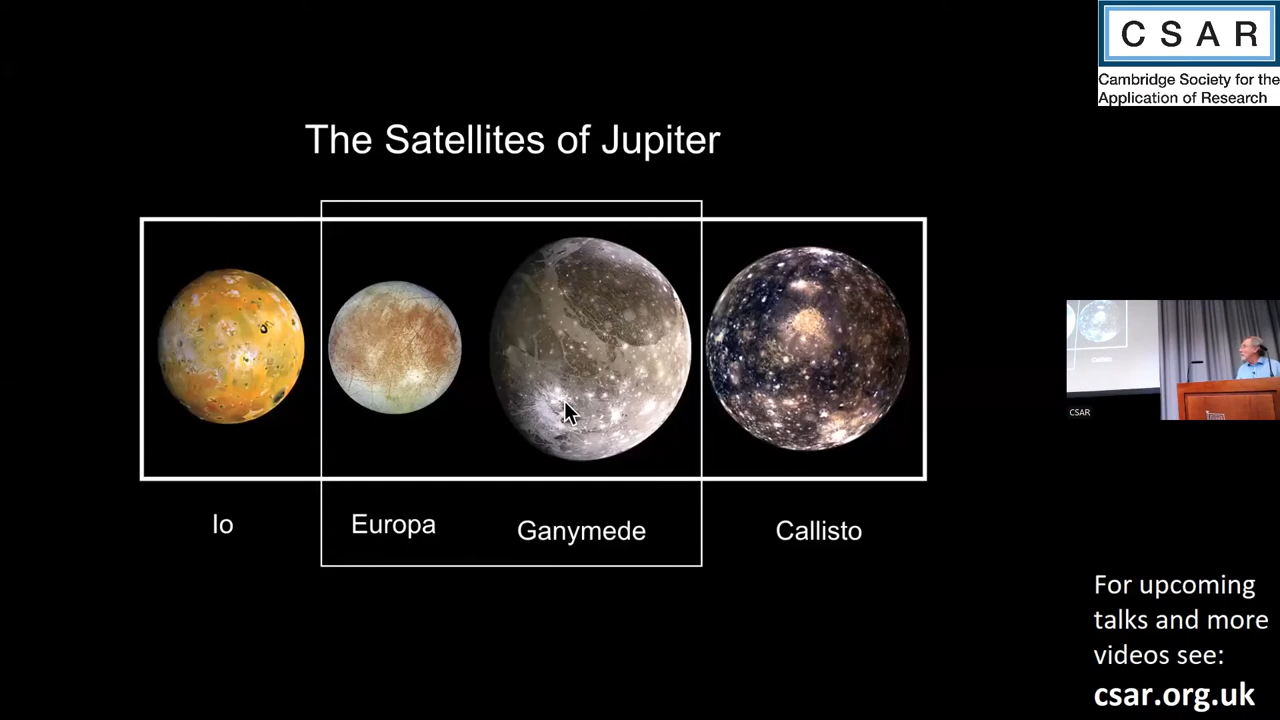 C S A R
Cambridge Society for the
Application of Research
The Satellites of Jupiter
Io
Europa
Ganymede
Callisto
CSAR
For upcoming
talks and more
videos see:
csar.org.uk